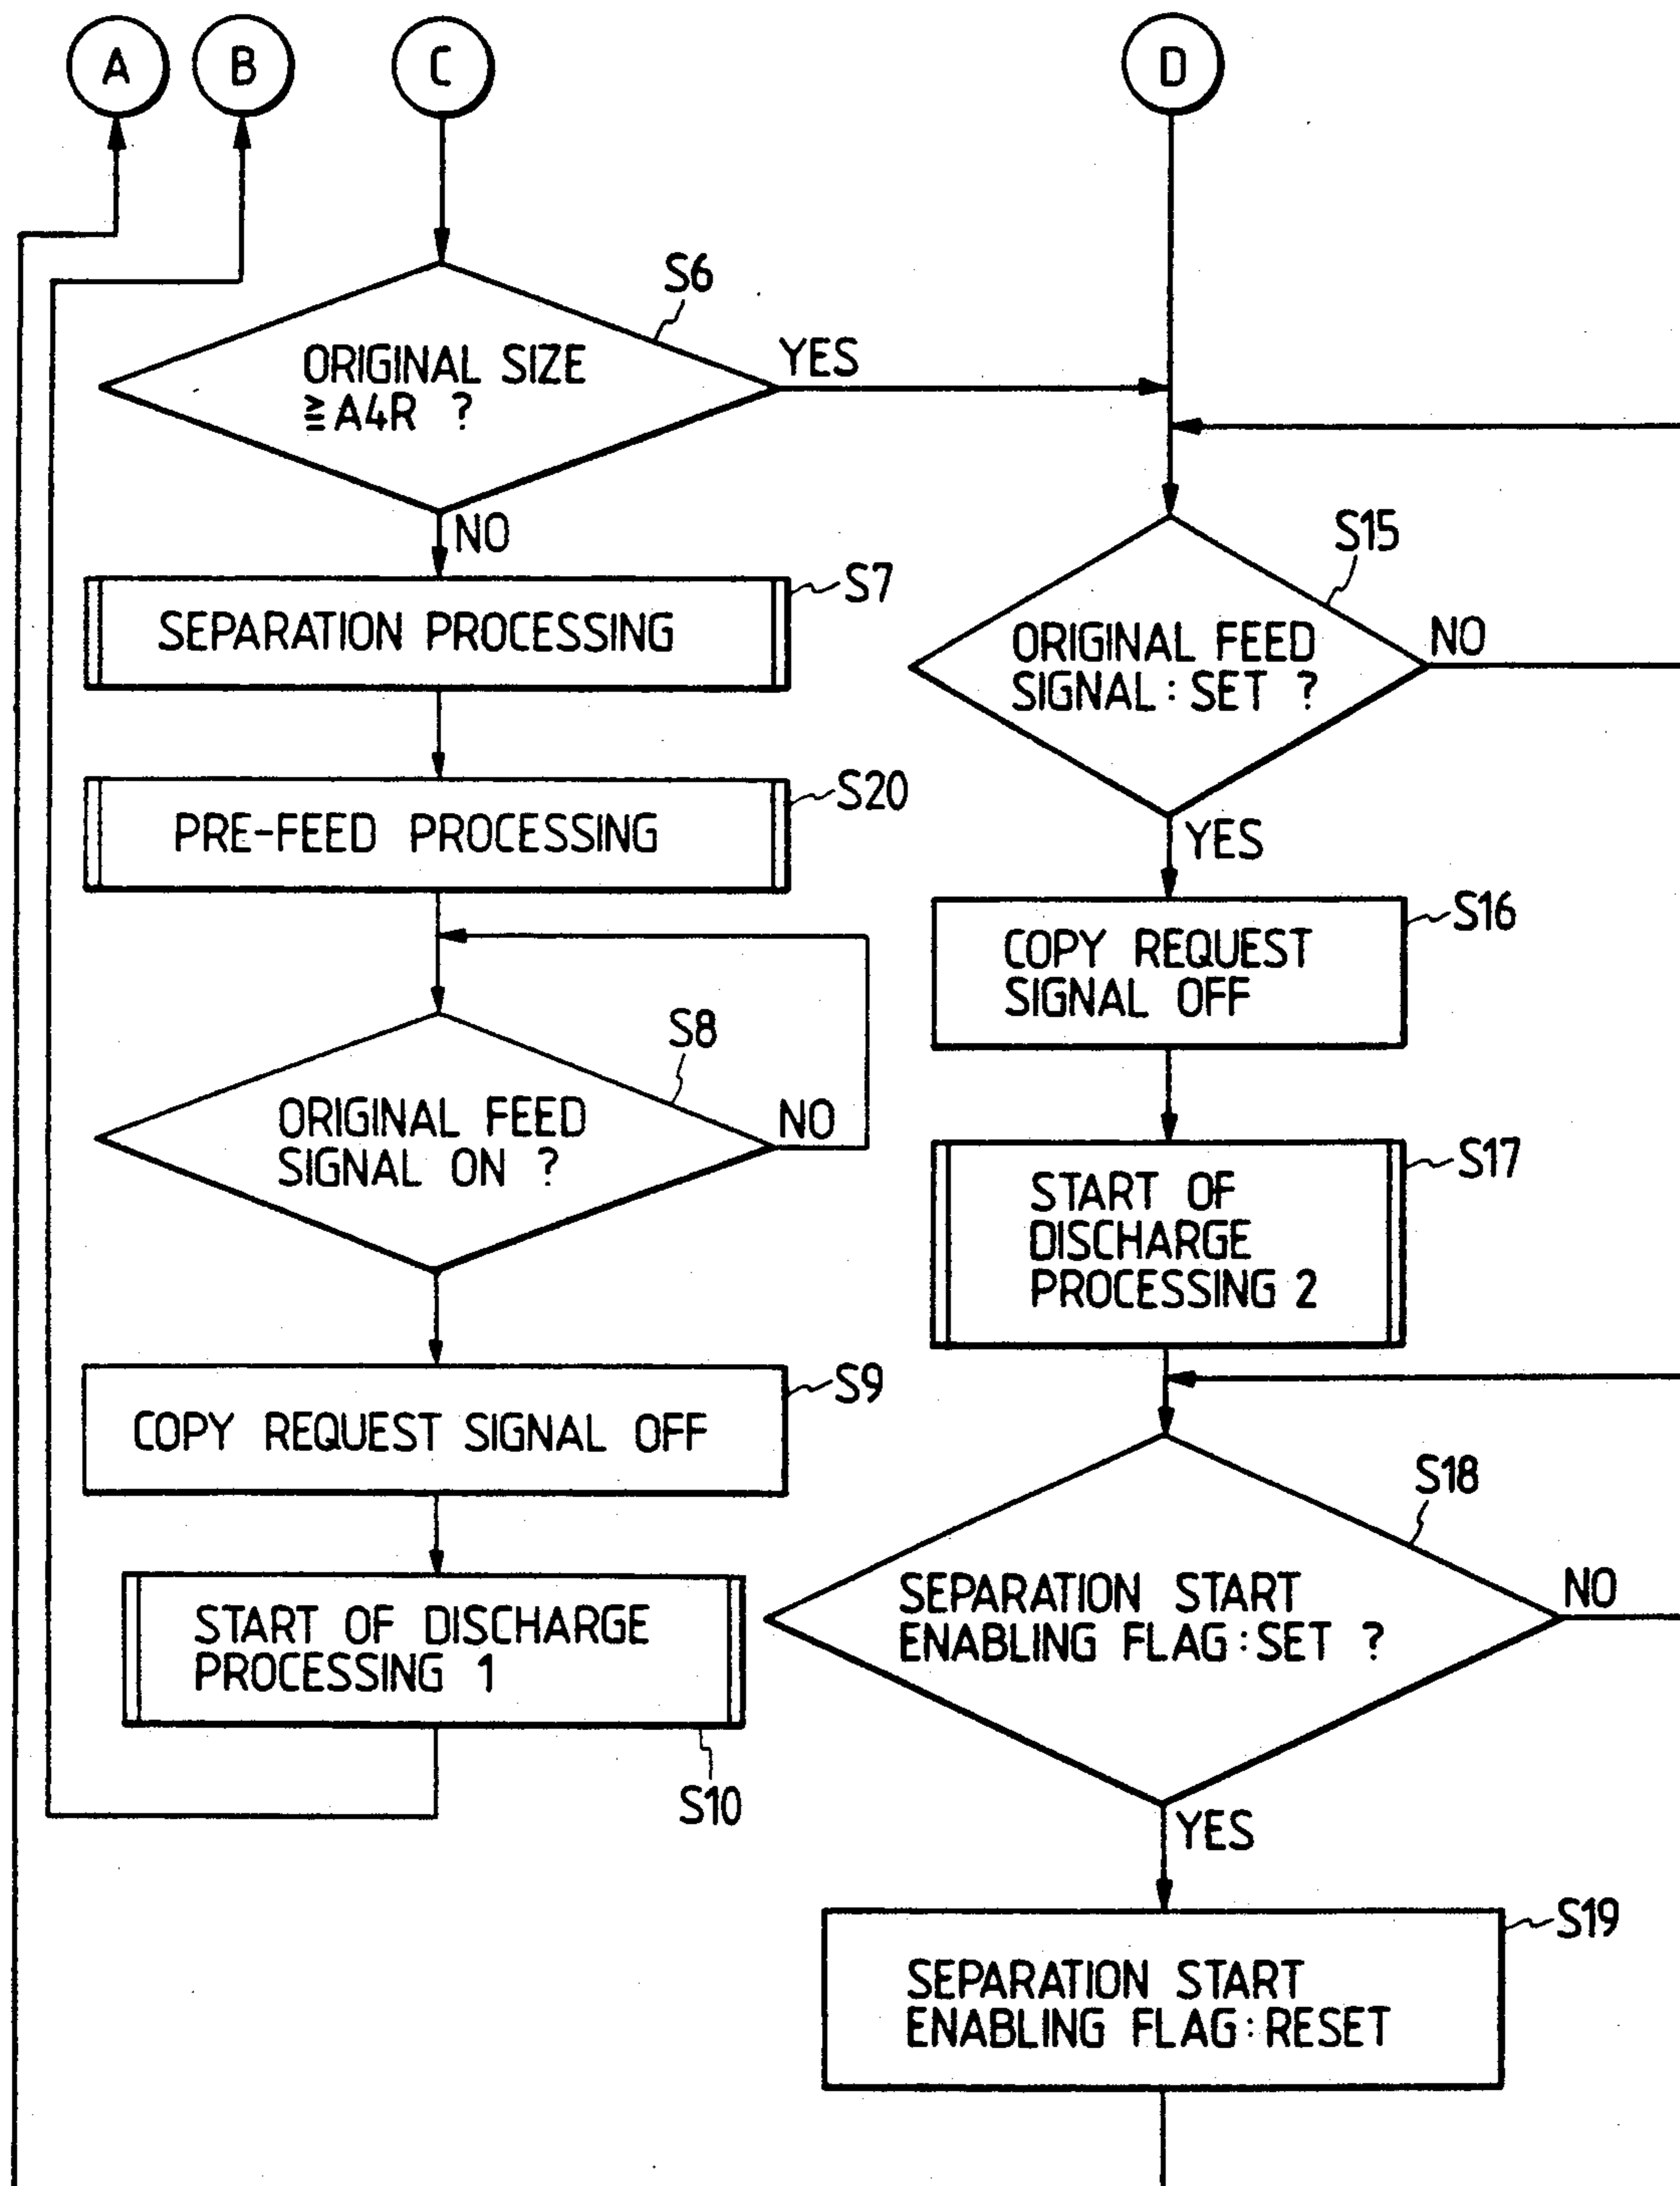 A
B
C
D
S6
ORIGINAL SIZE
≧A4R ?
YES
NO
S7
SEPARATION PROCESSING
S20
PRE-FEED PROCESSING
S8
ORIGINAL FEED
SIGNAL ON ?
NO
S9
COPY REQUEST SIGNAL OFF
START OF DISCHARGE
PROCESSING 1
S10
S15
ORIGINAL FEED
SIGNAL : SET ?
NO
YES
S16
COPY REQUEST
SIGNAL OFF
S17
START OF
DISCHARGE
PROCESSING 2
S18
SEPARATION START
ENABLING FLAG : SET ?
NO
YES
S19
SEPARATION START
ENABLING FLAG : RESET